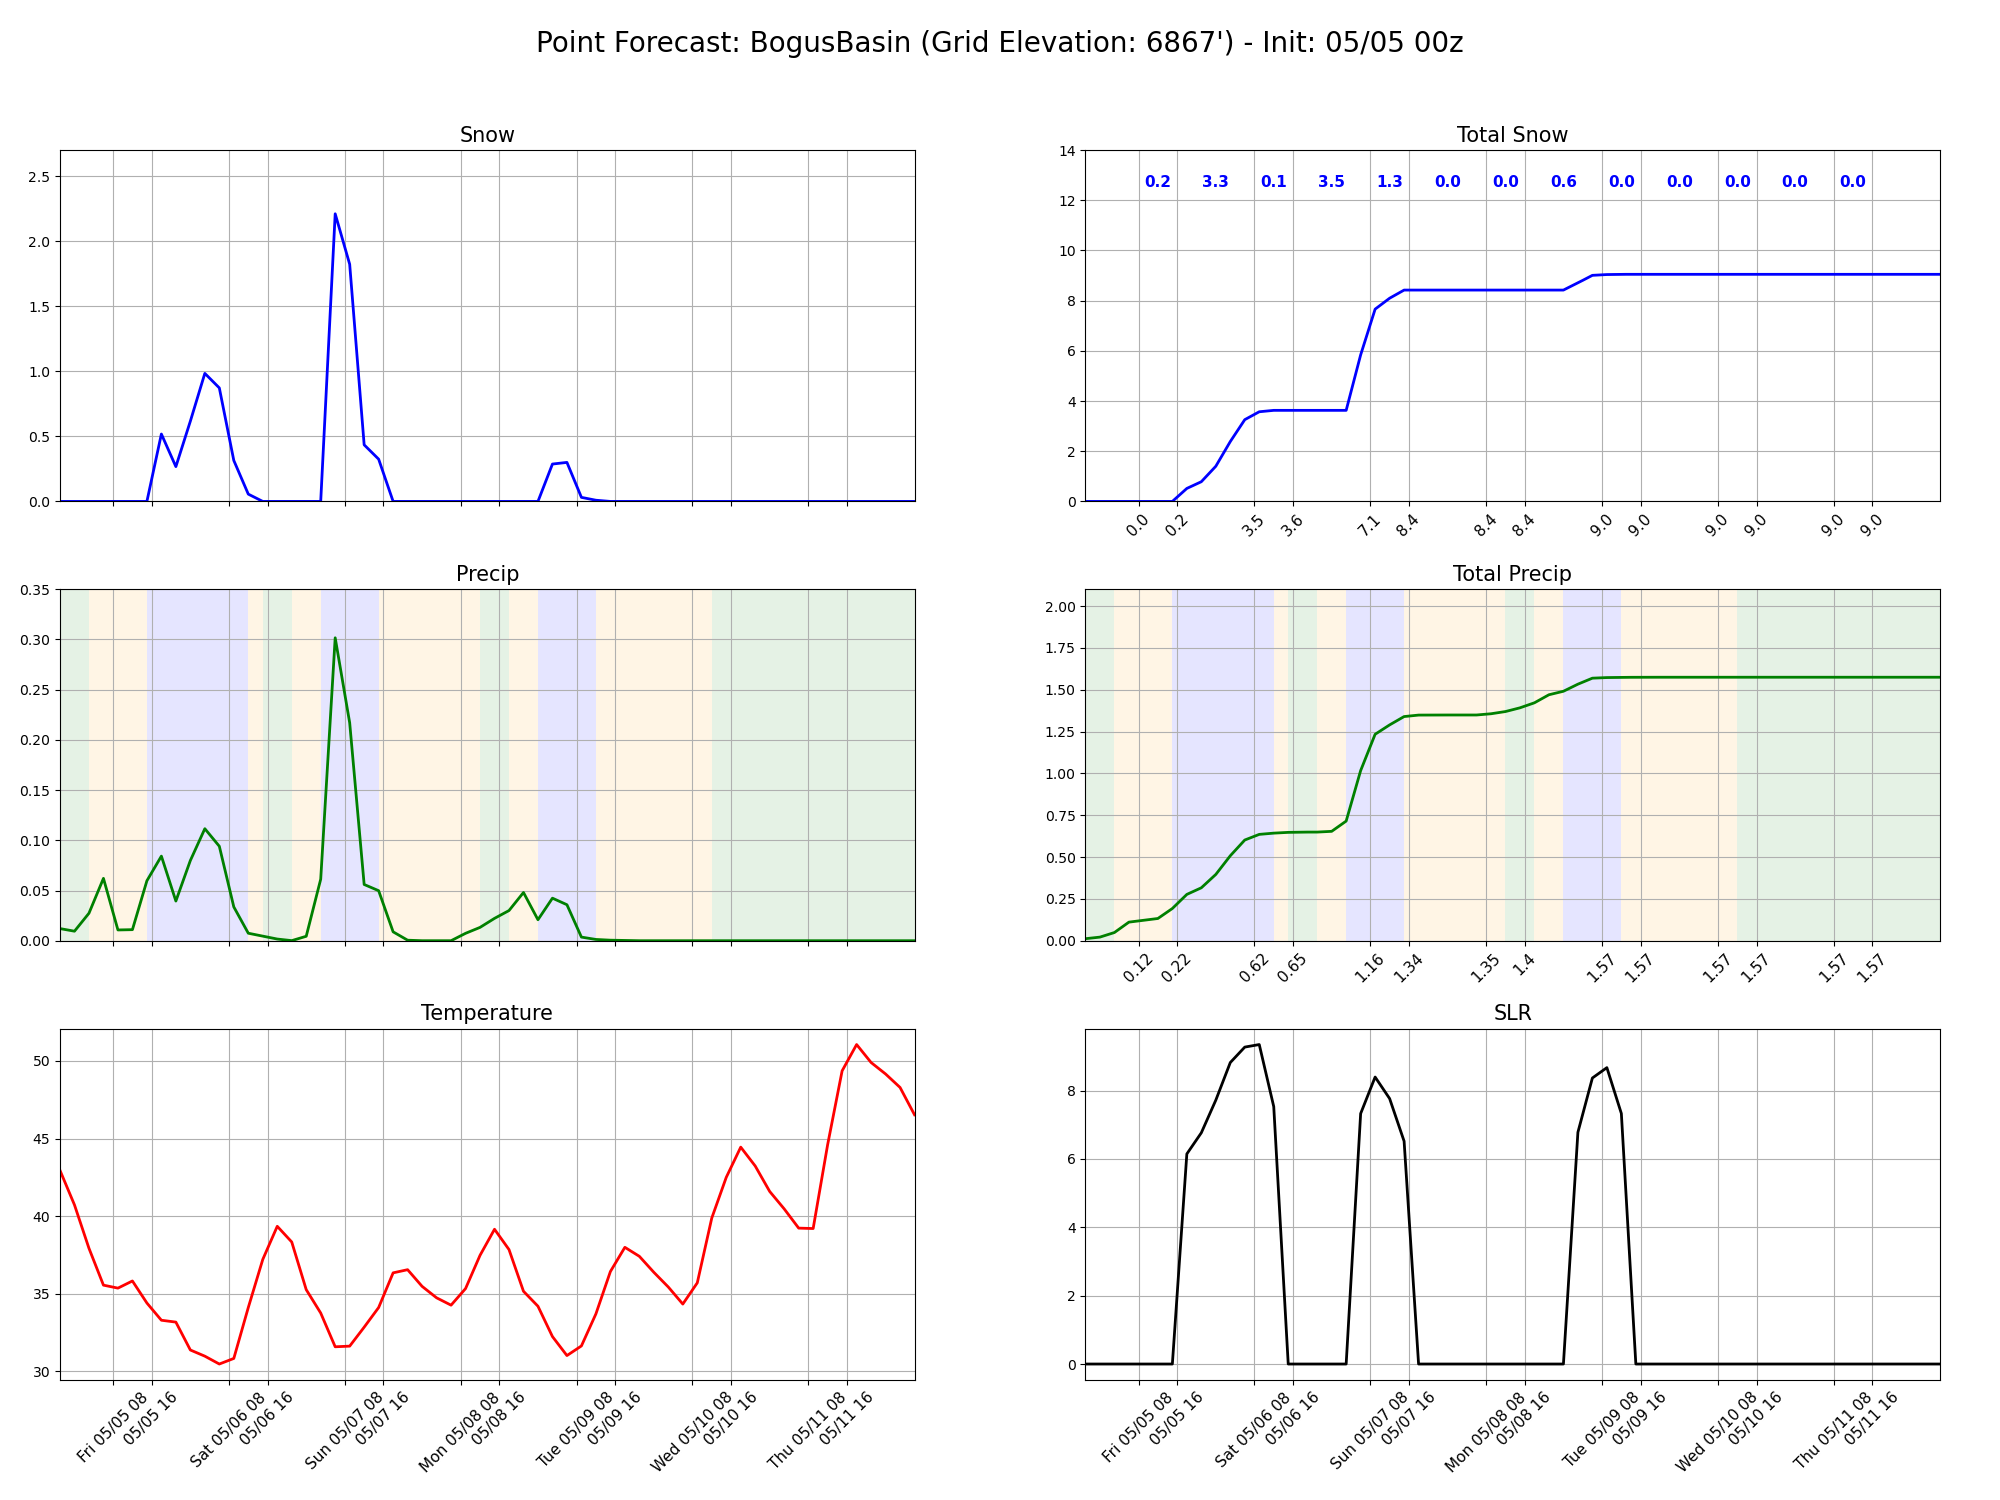 Point Forecast: BogusBasin (Grid Elevation: 6867') - Init: 05/05 00z
Snow
2.5
2.0
1.5
1.0
0.5
0.0
Total Snow
14
12
10
8
6
4
2
0
0.2 3.3 0.1 3.5 1.3 0.0 0.0 0.6 0.0 0.0 0.0 0.0 0.0
0.0 0.2 3.5 3.6 7.1 8.4 8.4 8.4 9.0 9.0 9.0 9.0 9.0 9.0
Precip
0.35
0.30
0.25
0.20
0.15
0.10
0.05
0.00
Total Precip
2.00
1.75
1.50
1.25
1.00
0.75
0.50
0.25
0.00
0.12 0.22 0.62 0.65 1.16 1.34 1.35 1.4 1.57 1.57 1.57 1.57 1.57 1.57
Temperature
50
45
40
35
30
Fri 05/05 08
05/05 16
Sat 05/06 08
05/06 16
Sun 05/07 08
05/07 16
Mon 05/08 08
05/08 16
Tue 05/09 08
05/09 16
Wed 05/10 08
05/10 16
Thu 05/11 08
05/11 16
SLR
8
6
4
2
0
Fri 05/05 08
05/05 16
Sat 05/06 08
05/06 16
Sun 05/07 08
05/07 16
Mon 05/08 08
05/08 16
Tue 05/09 08
05/09 16
Wed 05/10 08
05/10 16
Thu 05/11 08
05/11 16